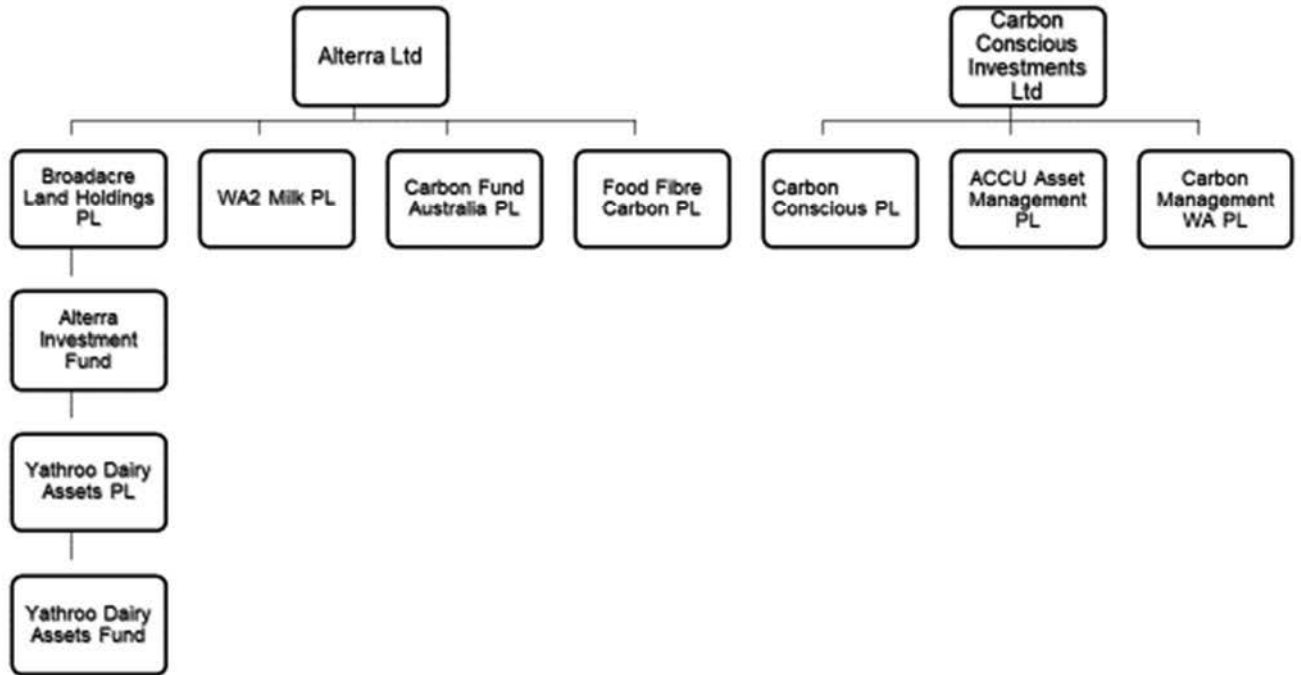 Alterra Ltd
Carbon
Conscious
Investments
Ltd
Broadacre
Land Holdings
PL
WA2 Milk PL
Carbon Fund
Australia PL
Food Fibre
Carbon PL
Carbon
Conscious PL
ACCU Asset
Management
PL
Carbon
Management
WA PL
Alterra
Investment
Fund
Yathroo Dairy
Assets PL
Yathroo Dairy
Assets Fund